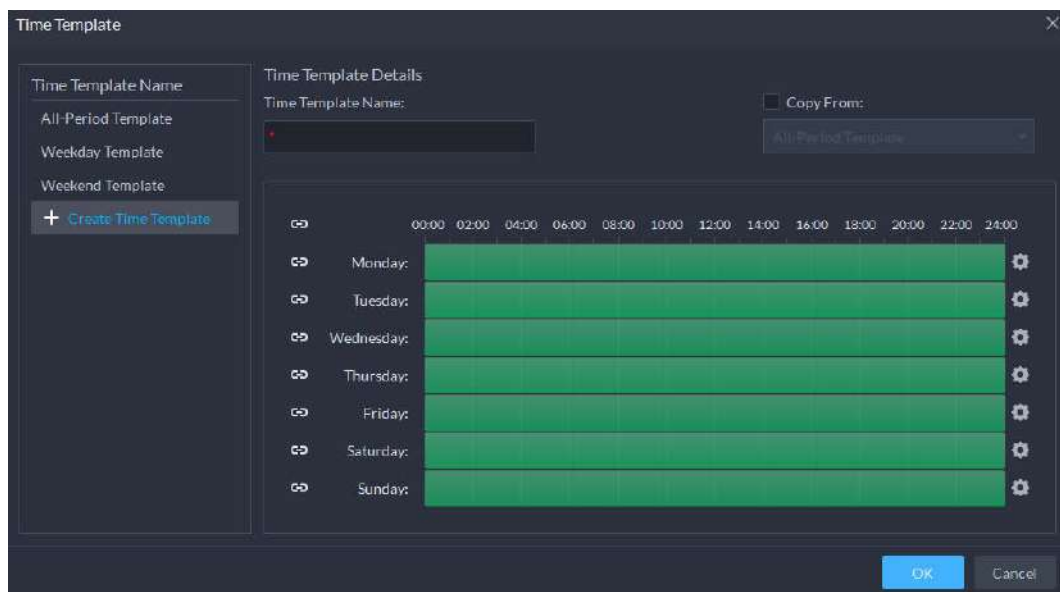 Time Template
Time Template Name
All-Period Template
Weekday Template
Weekend Template
+ Create Time Template
Time Template Details
Time Template Name:
*
Copy From:
All-Period Template
00:00 02:00 04:00 06:00 08:00 10:00 12:00 14:00 16:00 18:00 20:00 22:00 24:00
Monday:
Tuesday:
Wednesday:
Thursday:
Friday:
Saturday:
Sunday:
OK
Cancel